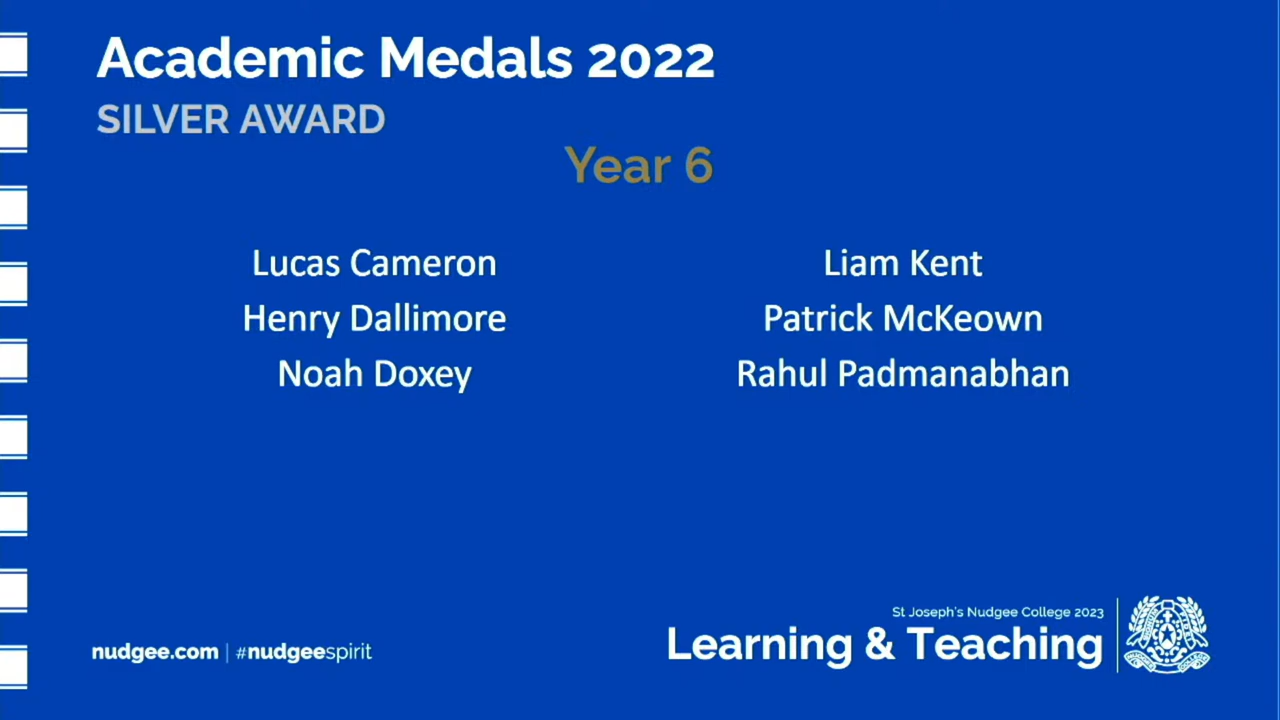 Academic Medals 2022
SILVER AWARD
Year 6
Lucas Cameron
Henry Dallimore
Noah Doxey
Liam Kent
Patrick McKeown
Rahul Padmanabhan
nudgee.com | #nudgeespirit
St Joseph's Nudgee College 2023
Learning & Teaching